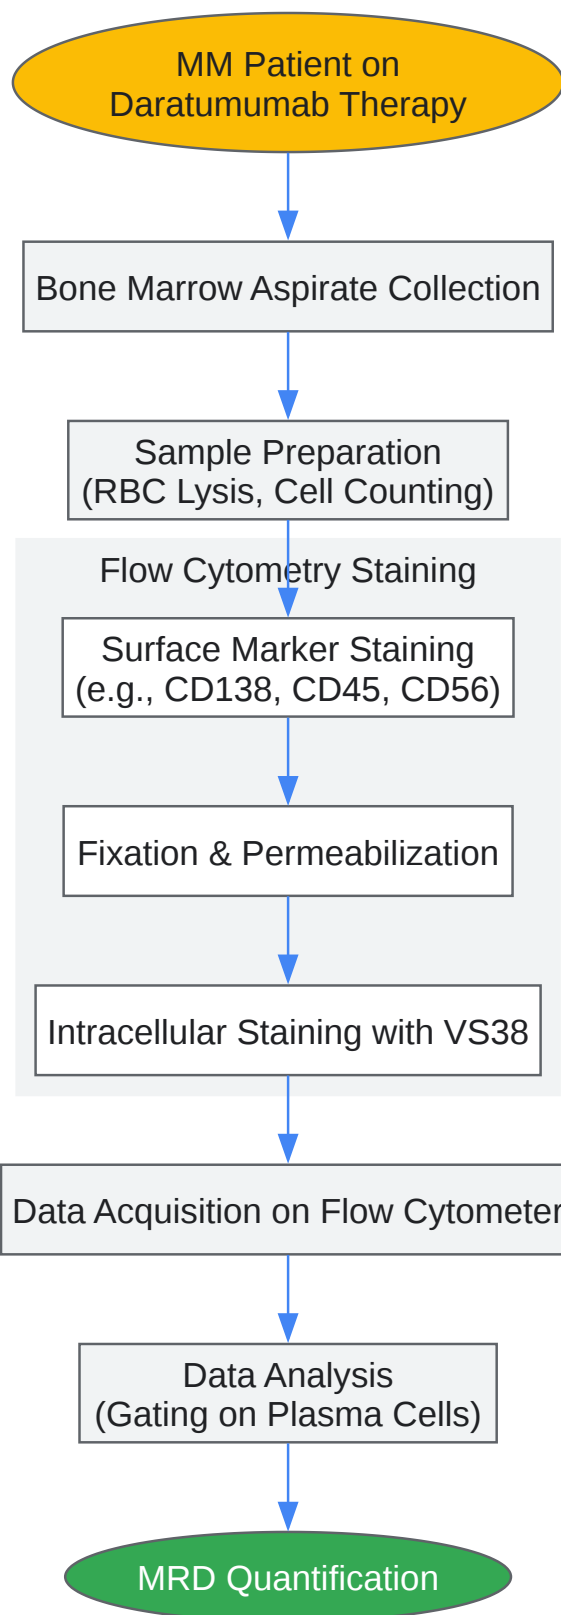 MM Patient on
Daratumumab Therapy
Bone Marrow Aspirate Collection
Sample Preparation
(RBC Lysis, Cell Counting)
Flow Cytometry Staining
Surface Marker Staining
(e.g., CD138, CD45, CD56)
Fixation & Permeabilization
Intracellular Staining with VS38
Data Acquisition on Flow Cytometer
Data Analysis
(Gating on Plasma Cells)
MRD Quantification